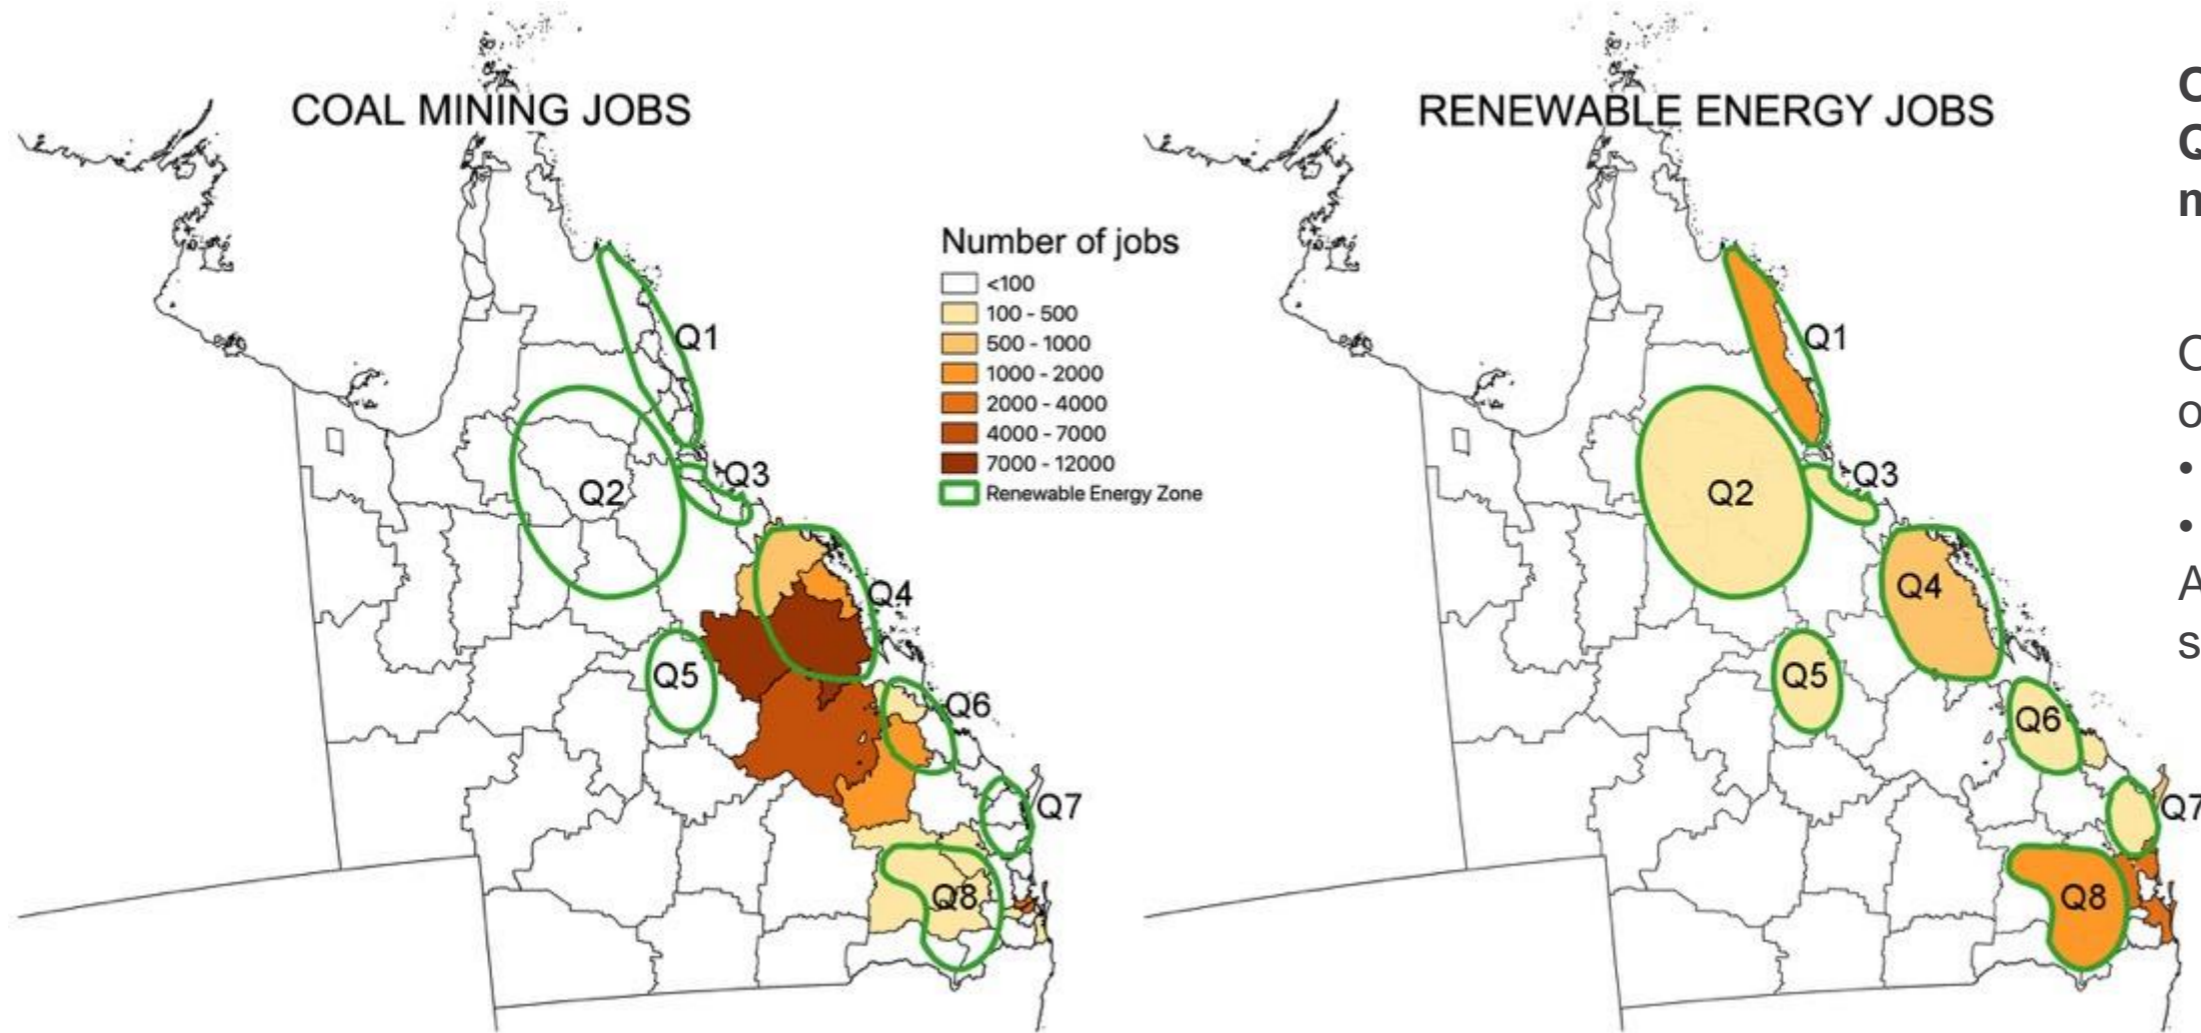 COAL MINING JOBS
Q1
Q2
Q3
Q4
Q5
Q6
Q7
Q8
Number of jobs
<100
100 - 500
500 - 1000
1000 - 2000
2000 - 4000
4000 - 7000
7000 - 12000
Renewable Energy Zone
RENEWABLE ENERGY JOBS
Q1
Q2
Q3
Q4
Q5
Q6
Q7
Q8